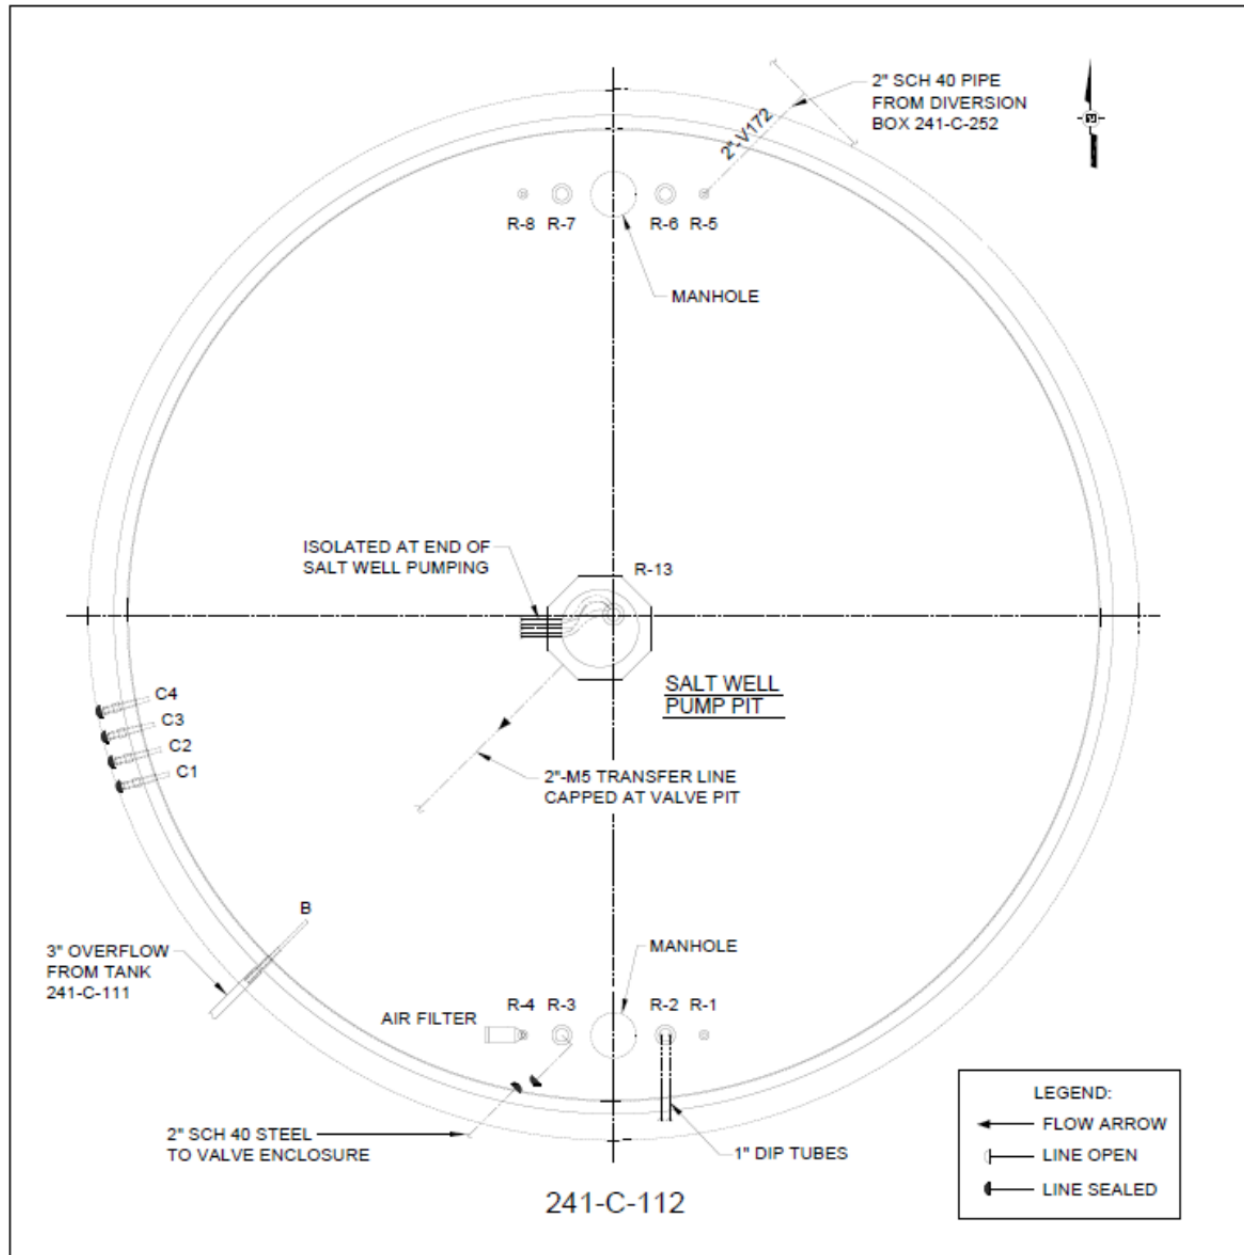 2" SCH 40 PIPE
FROM DIVERSION
BOX 241-C-252
2"-V172
R-8 R-7
R-6 R-5
MANHOLE
ISOLATED AT END OF
SALT WELL PUMPING
R-13
SALT WELL
PUMP PIT
C4
C3
C2
C1
2"-M5 TRANSFER LINE
CAPPED AT VALVE PIT
B
3" OVERFLOW
FROM TANK
241-C-111
MANHOLE
AIR FILTER
R-4 R-3
R-2 R-1
2" SCH 40 STEEL
TO VALVE ENCLOSURE
1" DIP TUBES
241-C-112
LEGEND:
FLOW ARROW
LINE OPEN
LINE SEALED